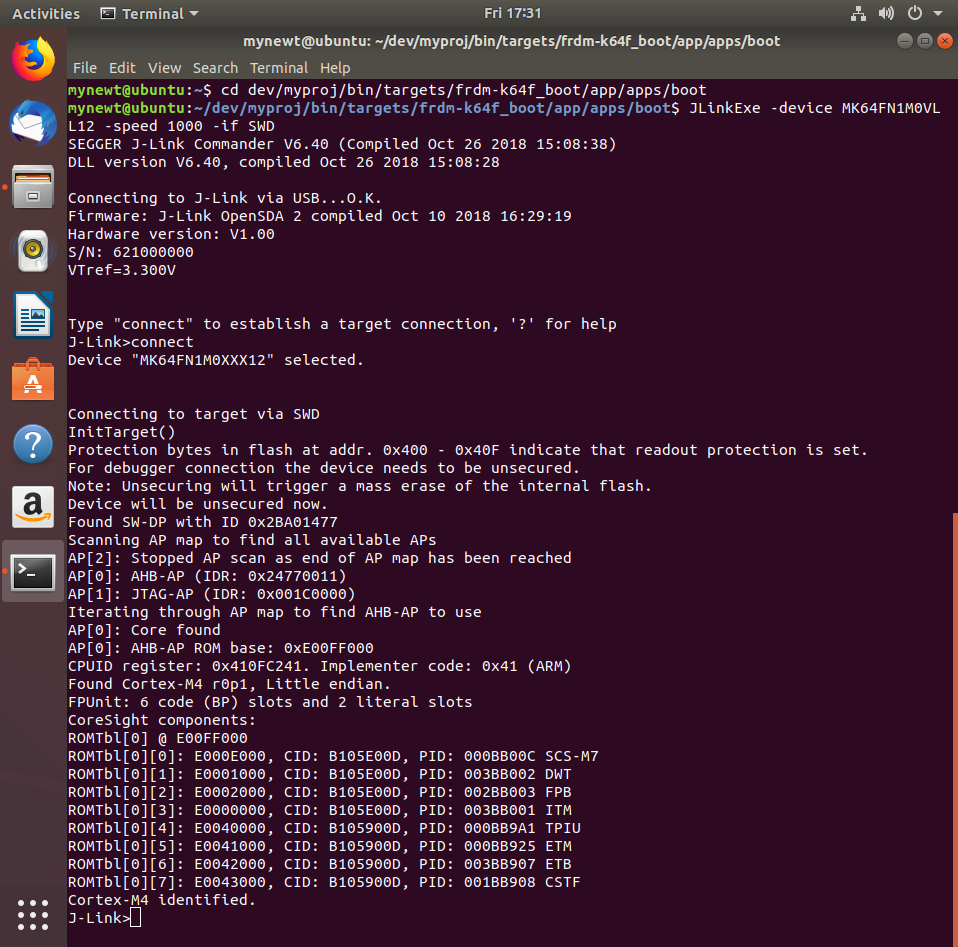 Activities Terminal Fri 17:31
mynewt@ubuntu: ~/dev/myproj/bin/targets/frdm-k64f_boot/app/apps/boot
File Edit View Search Terminal Help
mynewt@ubuntu:~$ cd dev/myproj/bin/targets/frdm-k64f_boot/app/apps/boot
mynewt@ubuntu:~/dev/myproj/bin/targets/frdm-k64f_boot/app/apps/boot$ JLinkExe -device MK64FN1M0VL
L12 -speed 1000 -if SWD
SEGGER J-Link Commander V6.40 (Compiled Oct 26 2018 15:08:38)
DLL version V6.40, compiled Oct 26 2018 15:08:28
Connecting to J-Link via USB...O.K.
Firmware: J-Link OpenSDA 2 compiled Oct 10 2018 16:29:19
Hardware version: V1.00
S/N: 621000000
VTref=3.300V
Type "connect" to establish a target connection, '?' for help
J-Link>connect
Device "MK64FN1M0XXX12" selected.
Connecting to target via SWD
InitTarget()
Protection bytes in flash at addr. 0x400 - 0x40F indicate that readout protection is set.
For debugger connection the device needs to be unsecured.
Note: Unsecuring will trigger a mass erase of the internal flash.
Device will be unsecured now.
Found SW-DP with ID 0x2BA01477
Scanning AP map to find all available APs
AP[2]: Stopped AP scan as end of AP map has been reached
AP[0]: AHB-AP (IDR: 0x24770011)
AP[1]: JTAG-AP (IDR: 0x001C0000)
Iterating through AP map to find AHB-AP to use
AP[0]: Core found
AP[0]: AHB-AP ROM base: 0xE00FF000
CPUID register: 0x410FC241. Implementer code: 0x41 (ARM)
Found Cortex-M4 r0p1, Little endian.
FPUnit: 6 code (BP) slots and 2 literal slots
CoreSight components:
ROMTbl[0] @ E00FF000
ROMTbl[0][0]: E000E000, CID: B105E00D, PID: 000BB00C SCS-M7
ROMTbl[0][1]: E0001000, CID: B105E00D, PID: 003BB002 DWT
ROMTbl[0][2]: E0002000, CID: B105E00D, PID: 002BB003 FPB
ROMTbl[0][3]: E0000000, CID: B105E00D, PID: 003BB001 ITM
ROMTbl[0][4]: E0040000, CID: B105900D, PID: 000BB9A1 TPIU
ROMTbl[0][5]: E0041000, CID: B105900D, PID: 000BB925 ETM
ROMTbl[0][6]: E0042000, CID: B105900D, PID: 003BB907 ETB
ROMTbl[0][7]: E0043000, CID: B105900D, PID: 001BB908 CSTF
Cortex-M4 identified.
J-Link>